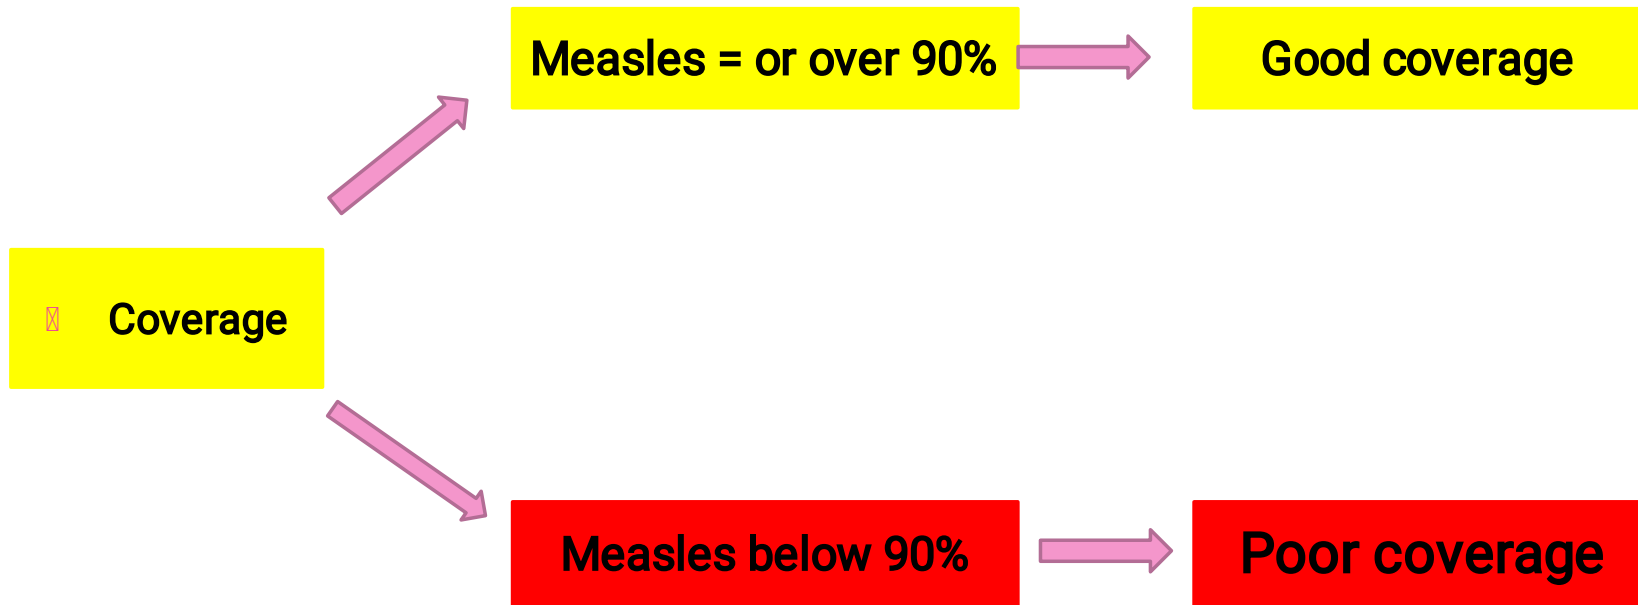 Measles = or over 90%
Good coverage
Coverage
Measles below 90%
Poor coverage